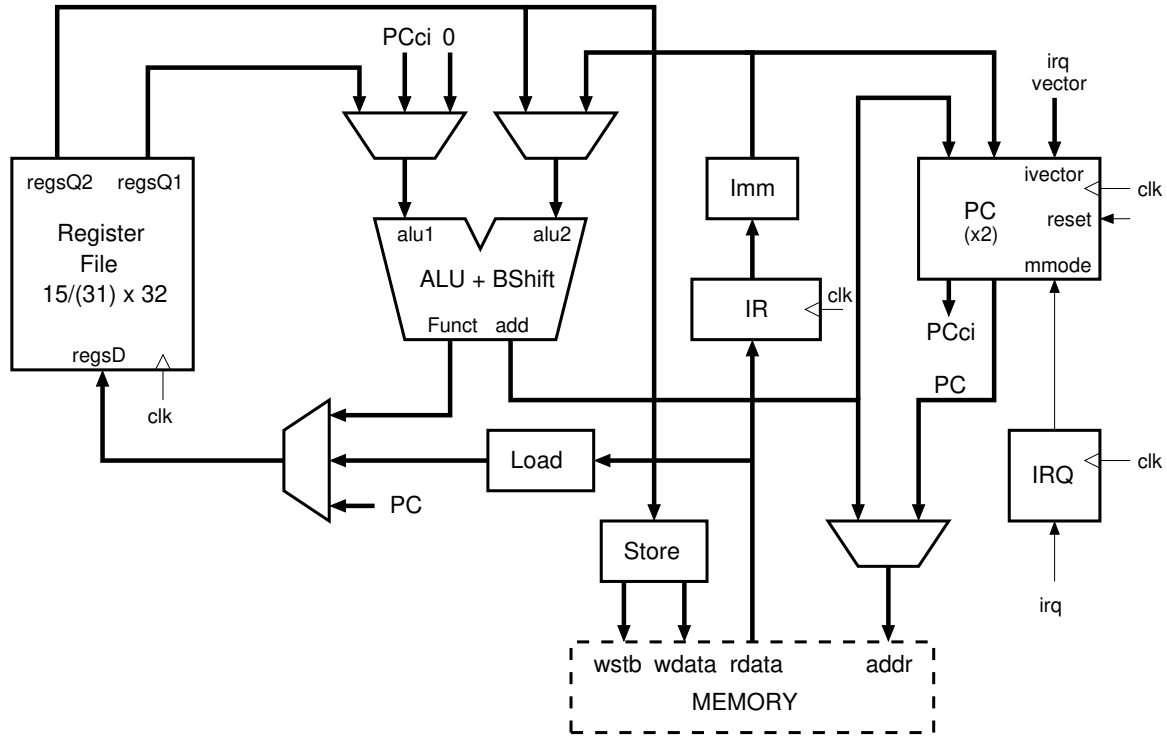 PCci 0
irq
vector
regsQ2 regsQ1
Register
File
15/(31) x 32
regsD
clk
alu1 alu2
ALU + BShift
Funct add
Imm
IR
clk
ivector
PC
(x2)
reset
mmode
clk
PCci
PC
Load
PC
IRQ
clk
irq
Store
wstb wdata rdata addr
MEMORY